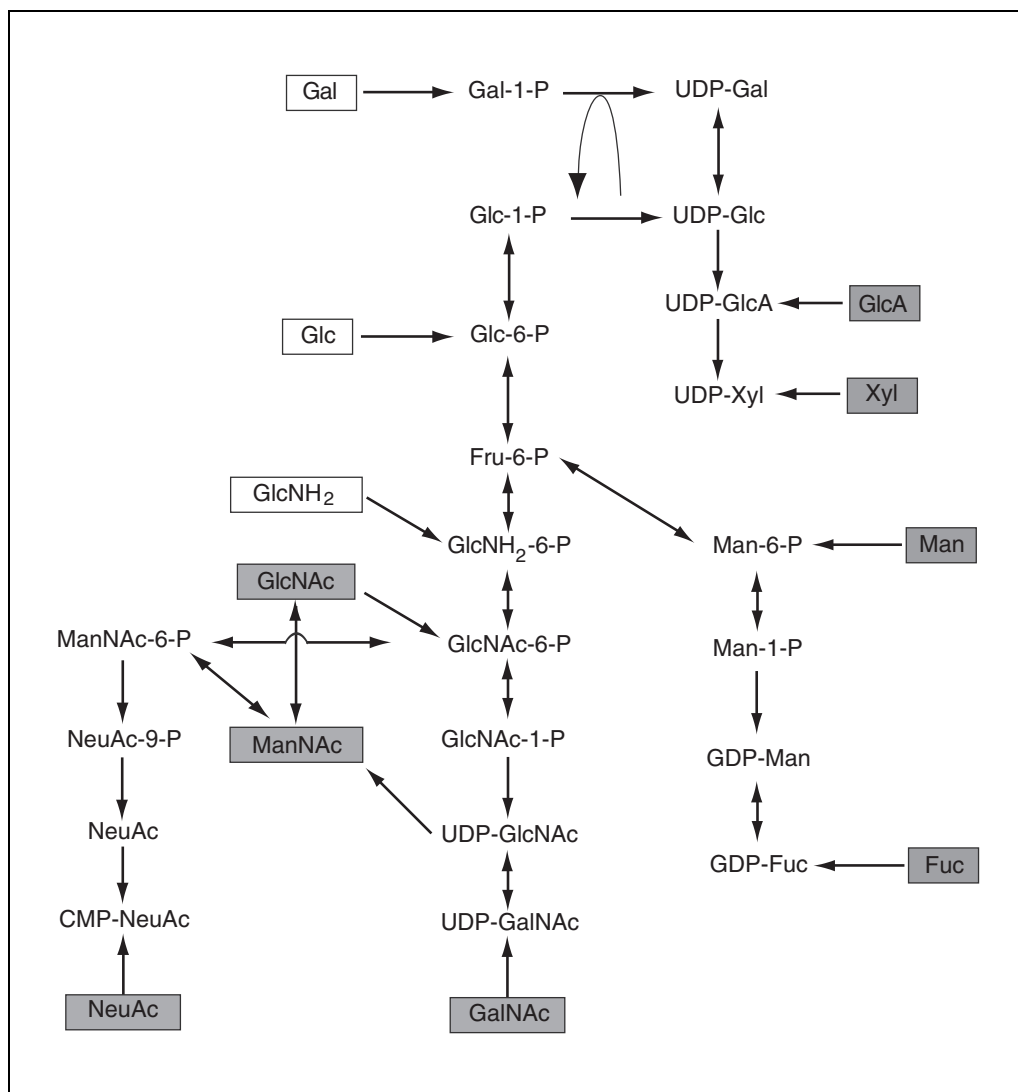 Gal
Gal-1-P
UDP-Gal
Glc-1-P
UDP-Glc
UDP-GlcA
GlcA
Glc
Glc-6-P
UDP-Xyl
Xyl
Fru-6-P
GlcNH2
GlcNH2-6-P
Man-6-P
Man
GlcNAc
ManNAc-6-P
GlcNAc-6-P
Man-1-P
NeuAc-9-P
ManNAc
GlcNAc-1-P
GDP-Man
NeuAc
UDP-GlcNAc
GDP-Fuc
Fuc
CMP-NeuAc
UDP-GalNAc
NeuAc
GalNAc